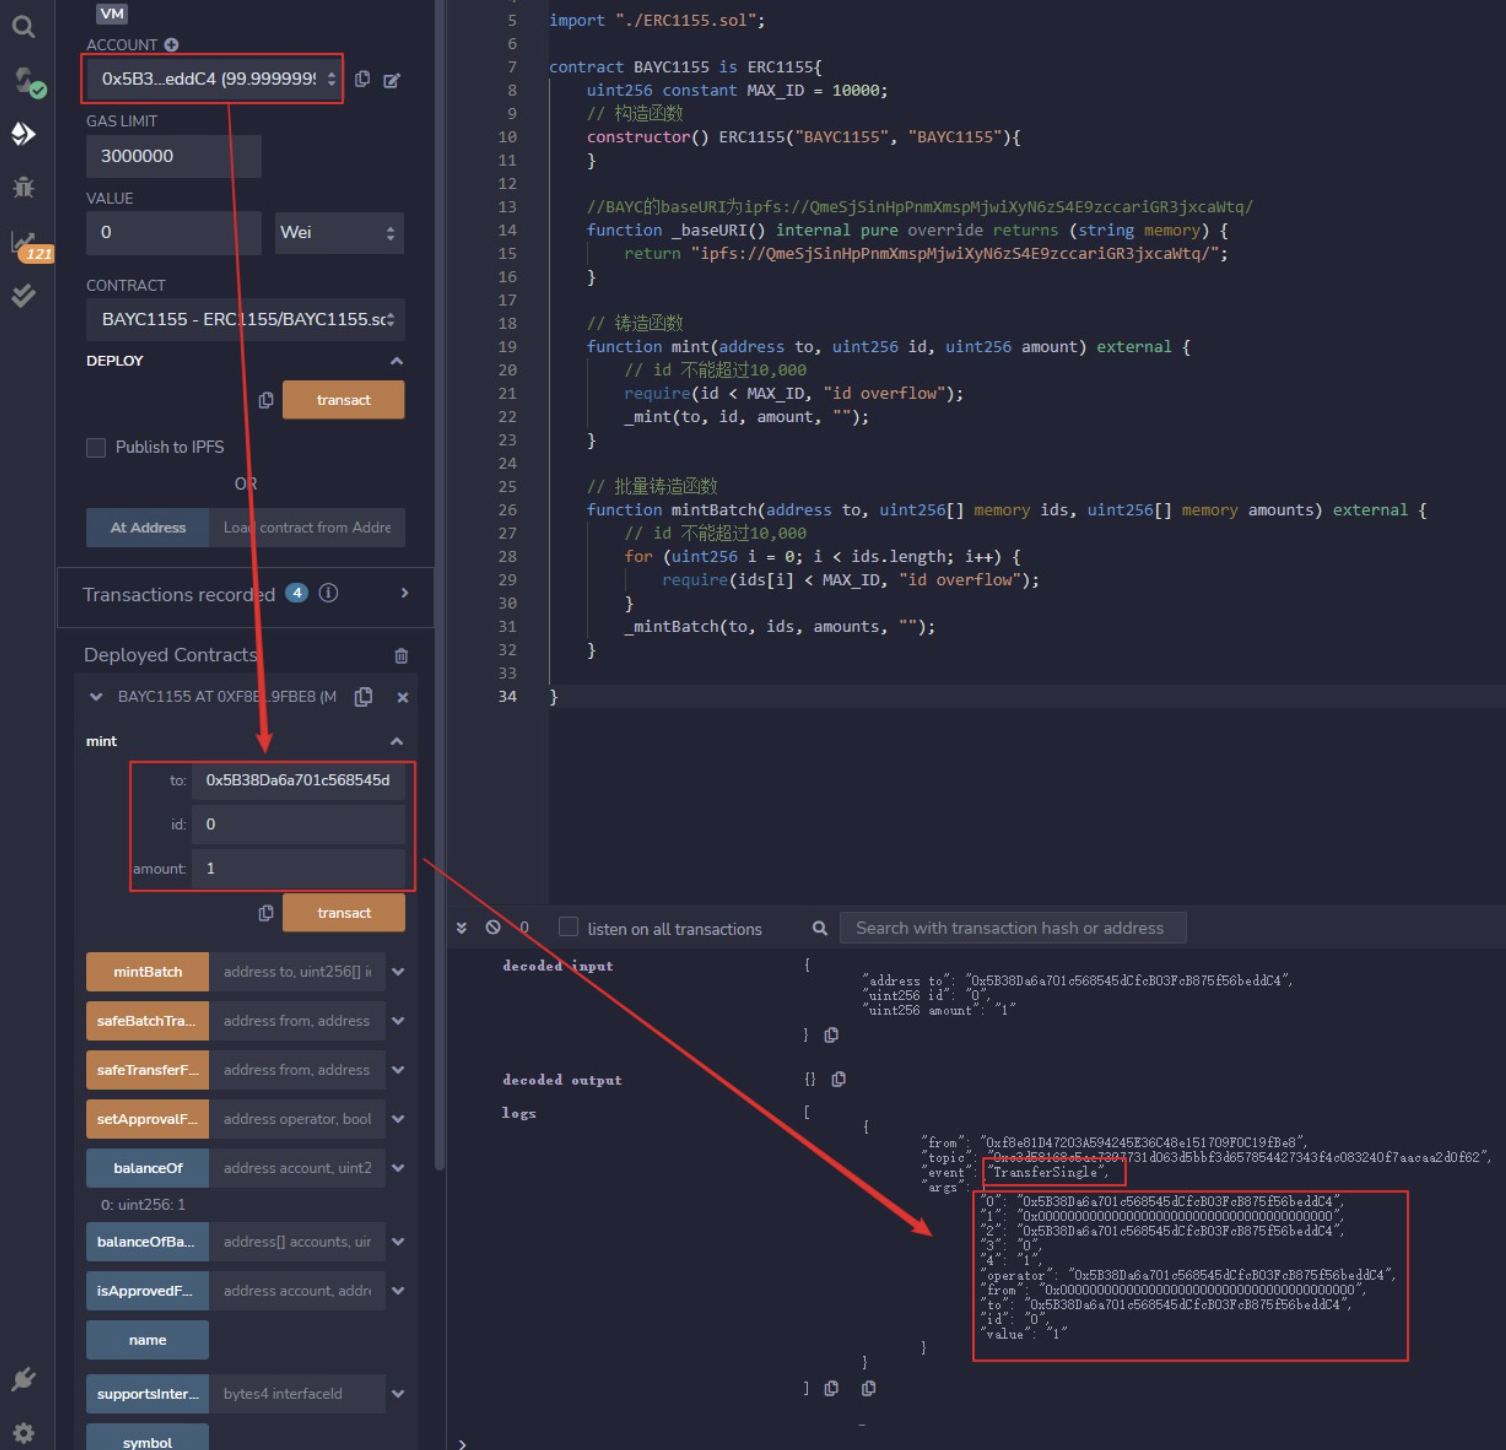 VM
ACCOUNT
0x5B3...eddC4 (99.9999999
GAS LIMIT
3000000
VALUE
0
Wei
121
CONTRACT
BAYC1155 - ERC1155/BAYC1155.sc
DEPLOY
transact
Publish to IPFS
OR
At Address
Load contract from Addre
Transactions recorded 4
Deployed Contracts
BAYC1155 AT 0XF8E...9FBE8 (M
mint
to: 0x5B38Da6a701c568545d
id: 0
amount: 1
transact
mintBatch address to, uint256[] i
safeBatchTra... address from, address
safeTransferF... address from, address
setApprovalF... address operator, bool
balanceOf address account, uint2
0: uint256: 1
balanceOfBa... address[] accounts, uir
isApprovedF... address account, addre
name
supportsInter... bytes4 interfaceId
symbol
5 import "./ERC1155.sol";
6
7 contract BAYC1155 is ERC1155{
8 uint256 constant MAX_ID = 10000;
9 // 构造函数
10 constructor() ERC1155("BAYC1155", "BAYC1155"){
11 }
12
13 //BAYC的baseURI为ipfs://QmeSjSinHpPnmXmspMjwiXyN6zS4E9zccariGR3jxcaWtq/
14 function _baseURI() internal pure override returns (string memory) {
15 return "ipfs://QmeSjSinHpPnmXmspMjwiXyN6zS4E9zccariGR3jxcaWtq/";
16 }
17
18 // 铸造函数
19 function mint(address to, uint256 id, uint256 amount) external {
20 // id 不能超过10,000
21 require(id < MAX_ID, "id overflow");
22 _mint(to, id, amount, "");
23 }
24
25 // 批量铸造函数
26 function mintBatch(address to, uint256[] memory ids, uint256[] memory amounts) external {
27 // id 不能超过10,000
28 for (uint256 i = 0; i < ids.length; i++) {
29 require(ids[i] < MAX_ID, "id overflow");
30 }
31 _mintBatch(to, ids, amounts, "");
32 }
33
34 }
0
listen on all transactions
Search with transaction hash or address
decoded input {
"address to": "0x5B38Da6a701c568545dCfcB03FcB875f56beddC4",
"uint256 id": "0",
"uint256 amount": "1"
}
decoded output {}
logs [
{
"from": "0xf8e81D47203A594245E36C48e151709F0C19fBe8",
"topic": "0xc3d58168c5ae7397731d063d5bbf3d657854427343f4c083240f7aacaa2d0f62",
"event": "TransferSingle",
"args": {
"0": "0x5B38Da6a701c568545dCfcB03FcB875f56beddC4",
"1": "0x0000000000000000000000000000000000000000",
"2": "0x5B38Da6a701c568545dCfcB03FcB875f56beddC4",
"3": "0",
"4": "1",
"operator": "0x5B38Da6a701c568545dCfcB03FcB875f56beddC4",
"from": "0x0000000000000000000000000000000000000000",
"to": "0x5B38Da6a701c568545dCfcB03FcB875f56beddC4",
"id": "0",
"value": "1"
}
}
]
>